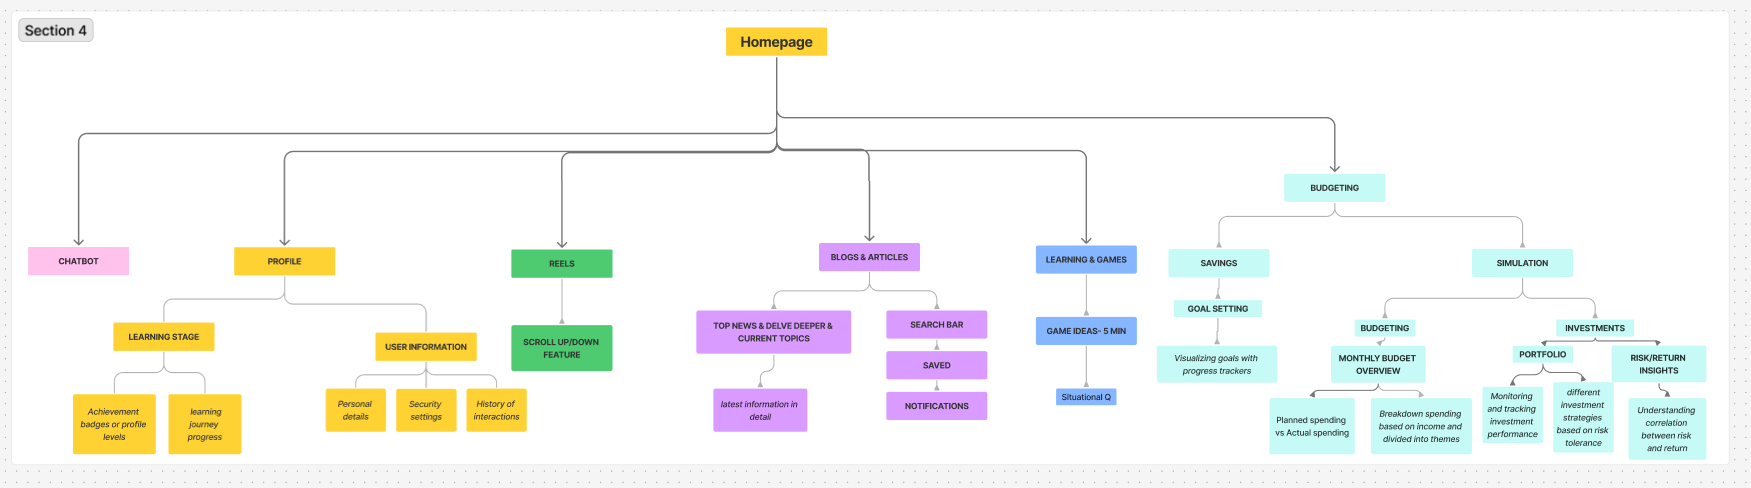 Section 4
Homepage
CHATBOT
PROFILE
LEARNING STAGE
Achievement
badges or profile
levels
learning
journey
progress
USER INFORMATION
Personal
details
Security
settings
History of
interactions
REELS
SCROLL UP/DOWN
FEATURE
BLOGS & ARTICLES
TOP NEWS & DELVE DEEPER &
CURRENT TOPICS
latest information in
detail
SEARCH BAR
SAVED
NOTIFICATIONS
LEARNING & GAMES
GAME IDEAS- 5 MIN
Situational Q
BUDGETING
SAVINGS
GOAL SETTING
Visualizing goals with
progress trackers
SIMULATION
BUDGETING
MONTHLY BUDGET
OVERVIEW
Planned spending
vs Actual spending
Breakdown spending
based on income and
divided into themes
INVESTMENTS
PORTFOLIO
Monitoring
and tracking
investment
performance
different
investment
strategies
based on risk
tolerance
RISK/RETURN
INSIGHTS
Understanding
correlation
between risk
and return